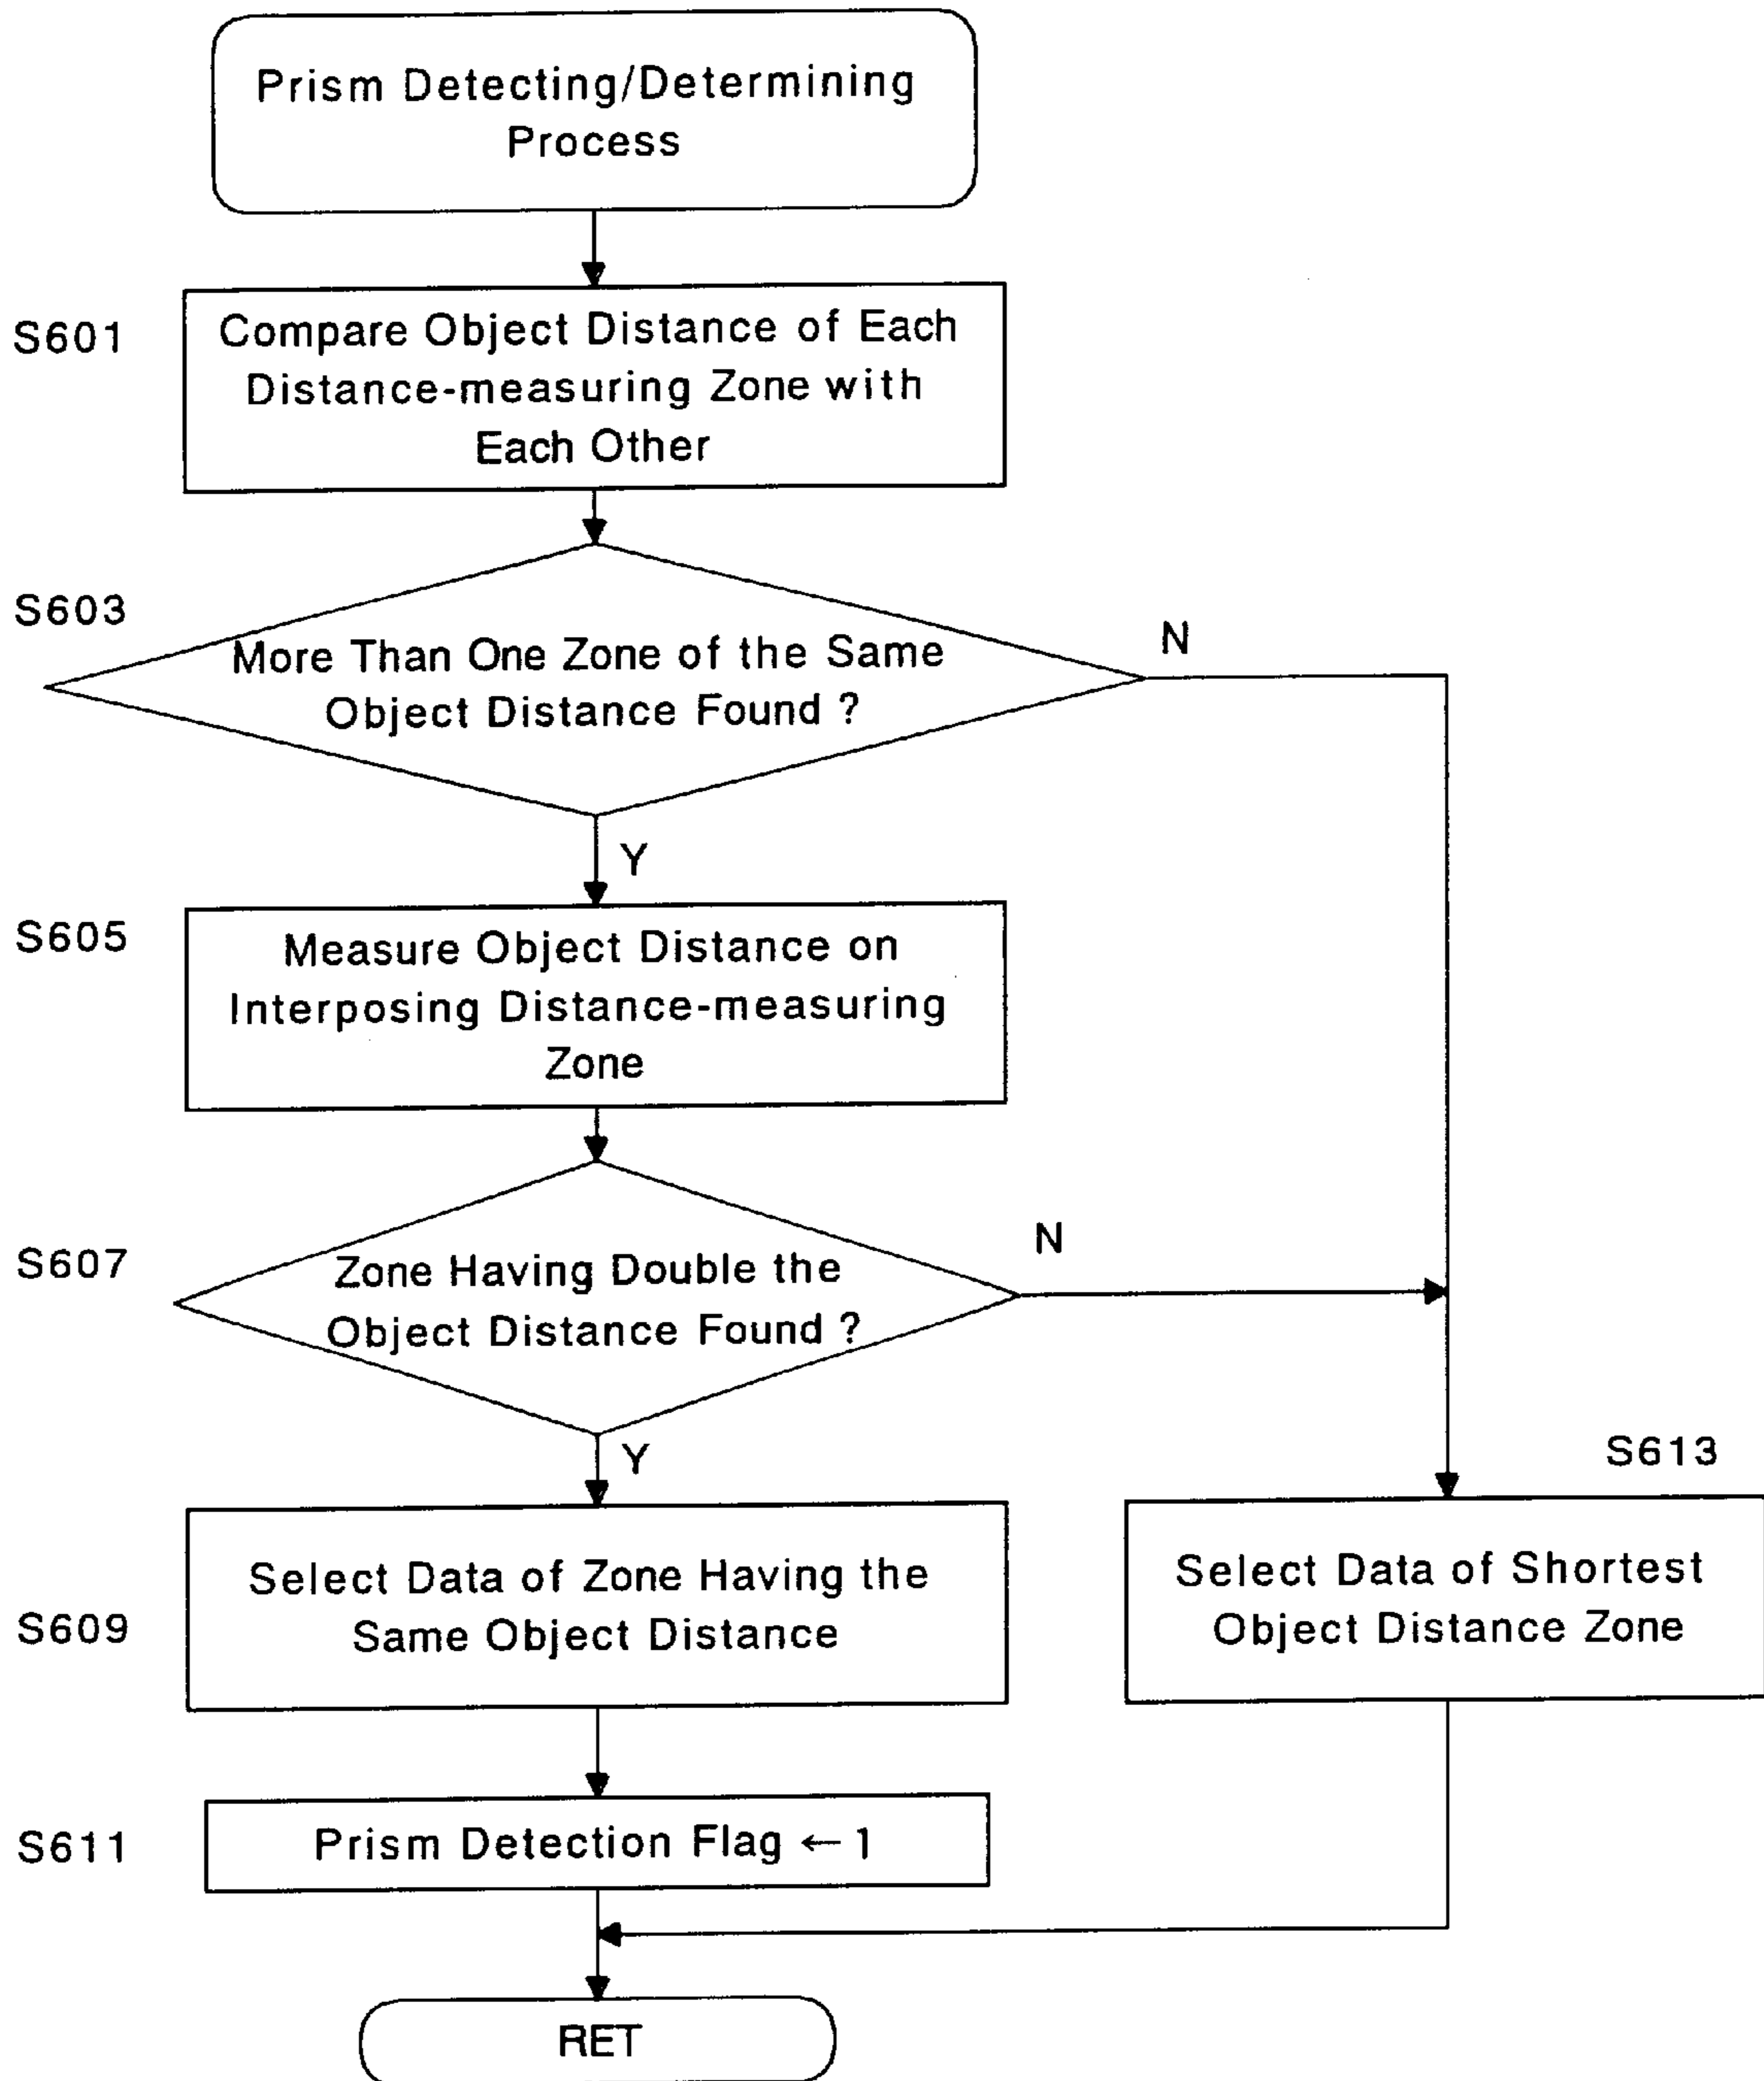 Prism Detecting/Determining
Process
S601
Compare Object Distance of Each
Distance-measuring Zone with
Each Other
S603
More Than One Zone of the Same
Object Distance Found ?
N
Y
S605
Measure Object Distance on
Interposing Distance-measuring
Zone
S607
Zone Having Double the
Object Distance Found ?
N
Y
S609
Select Data of Zone Having the
Same Object Distance
S613
Select Data of Shortest
Object Distance Zone
S611
Prism Detection Flag ← 1
RET